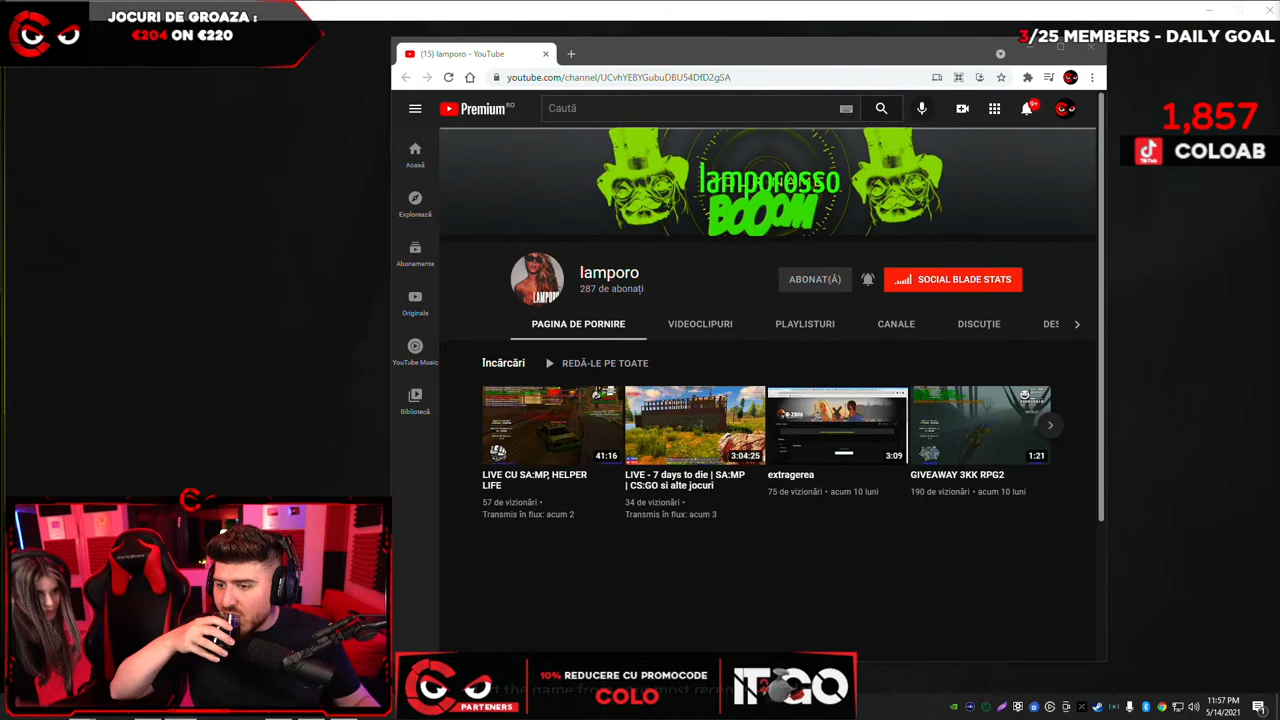 JOCURI DE GROAZA :
€204 ON €220
3/25 MEMBERS - DAILY GOAL
(15) lamporo - YouTube
youtube.com/channel/UCvhYEBYGubuDBU54DfD2gSA
Premium RO
Caută
9+
1,857
TikTok
COLOAB
Acasă
Explorează
Abonamente
Originals
YouTube Music
Bibliotecă
lamporosso
BOOOM
LAMPORO
lamporo
287 de abonați
ABONAT(Ă)
SOCIAL BLADE STATS
PAGINA DE PORNIRE
VIDEOCLIPURI
PLAYLISTURI
CANALE
DISCUȚIE
DES
Încărcări
REDĂ-LE PE TOATE
41:16
3:04:25
3:09
1:21
LIVE CU SA:MP, HELPER
LIFE
57 de vizionări •
Transmis în flux: acum 2
LIVE - 7 days to die | SA:MP
| CS:GO si alte jocuri
34 de vizionări •
Transmis în flux: acum 3
extragerea
75 de vizionări • acum 10 luni
GIVEAWAY 3KK RPG2
190 de vizionări • acum 10 luni
PARTENERS
10% REDUCERE CU PROMOCODE
COLO
ITGO
11:57 PM
5/14/2021